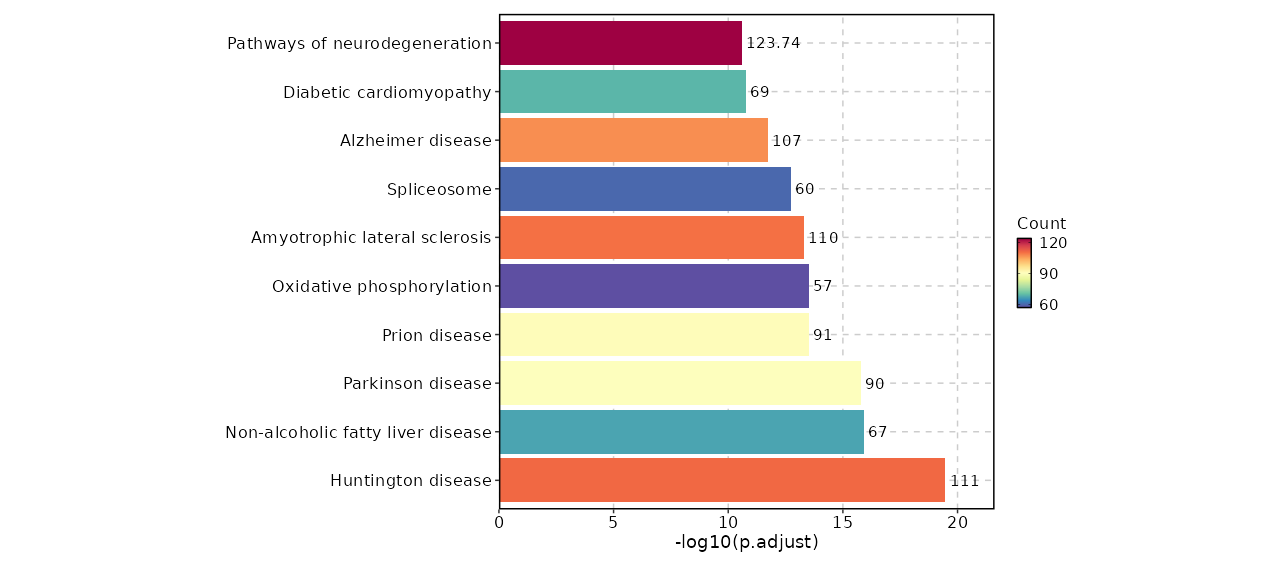 Pathways of neurodegeneration 123.74
Diabetic cardiomyopathy 69
Alzheimer disease 107
Spliceosome 60
Amyotrophic lateral sclerosis 110
Oxidative phosphorylation 57
Prion disease 91
Parkinson disease 90
Non-alcoholic fatty liver disease 67
Huntington disease 111
0 5 10 15 20
-log10(p.adjust)
Count
120
90
60